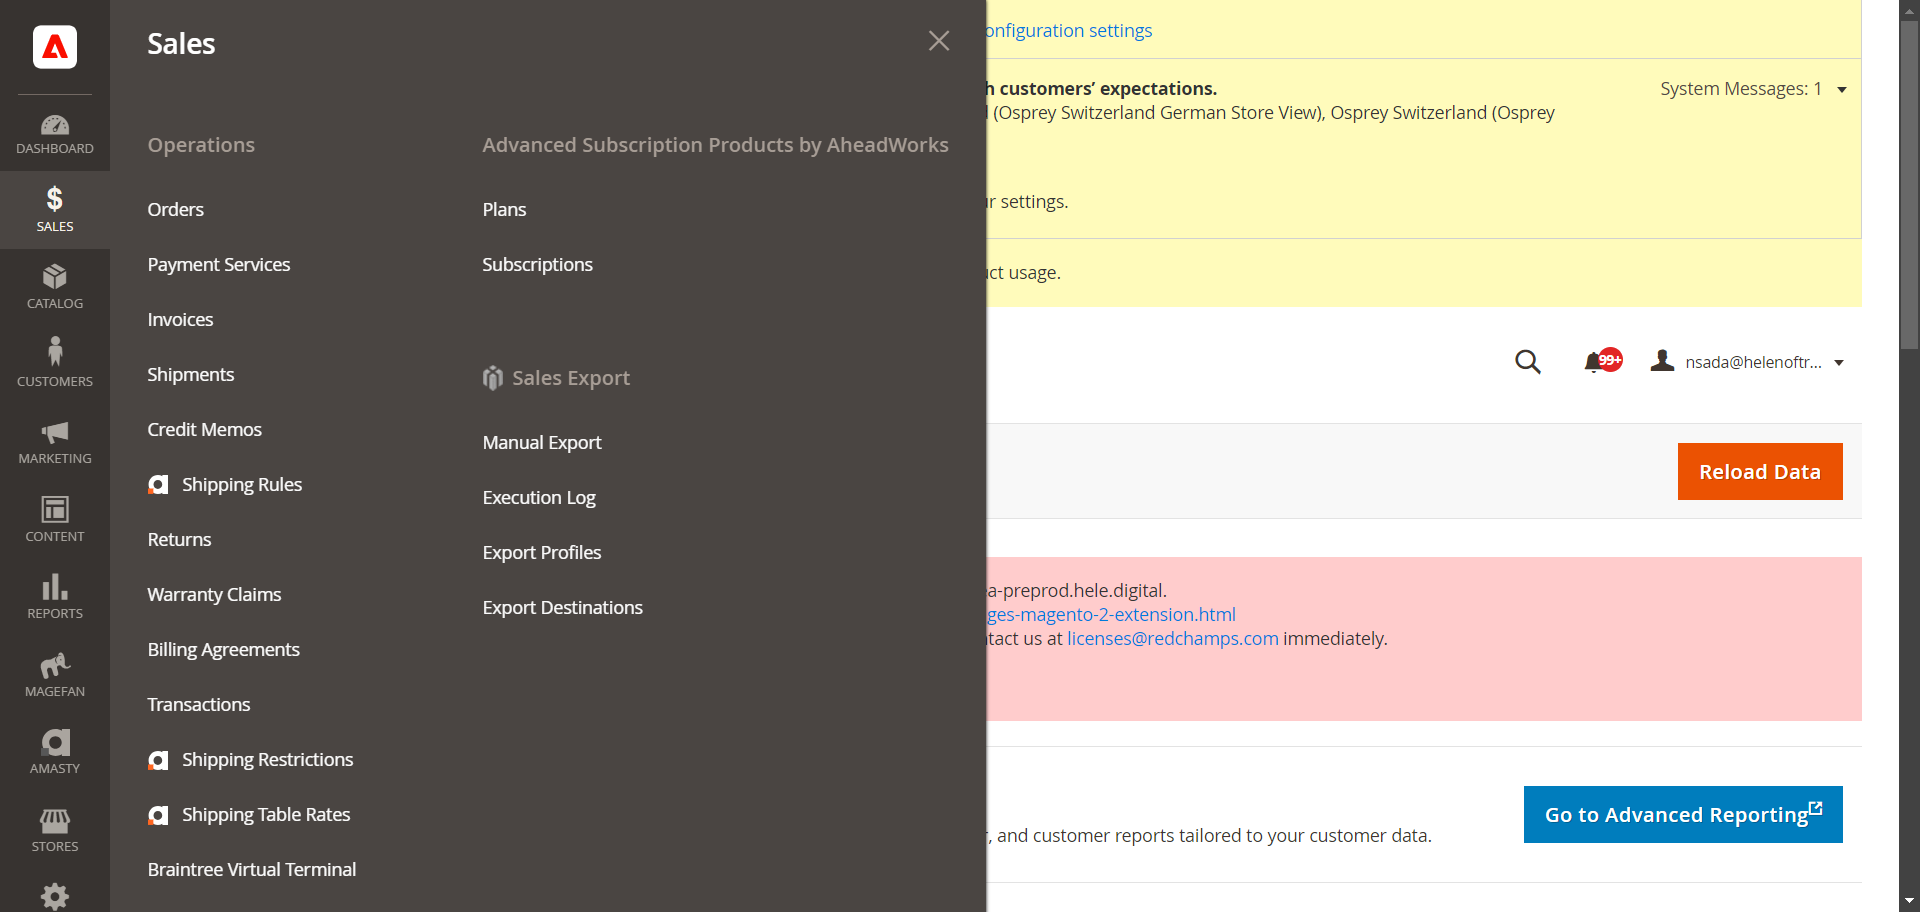 DASHBOARD
SALES
CATALOG
CUSTOMERS
MARKETING
CONTENT
REPORTS
MAGEFAN
AMASTY
STORES
Sales
Operations
Orders
Payment Services
Invoices
Shipments
Credit Memos
Shipping Rules
Returns
Warranty Claims
Billing Agreements
Transactions
Shipping Restrictions
Shipping Table Rates
Braintree Virtual Terminal
Advanced Subscription Products by AheadWorks
Plans
Subscriptions
Sales Export
Manual Export
Execution Log
Export Profiles
Export Destinations
onfiguration settings
h customers’ expectations.
System Messages: 1
(Osprey Switzerland German Store View), Osprey Switzerland (Osprey
r settings.
ct usage.
99+
nsada@helenoftr...
Reload Data
a-preprod.hele.digital.
ges-magento-2-extension.html
tact us at licenses@redchamps.com immediately.
Go to Advanced Reporting
, and customer reports tailored to your customer data.